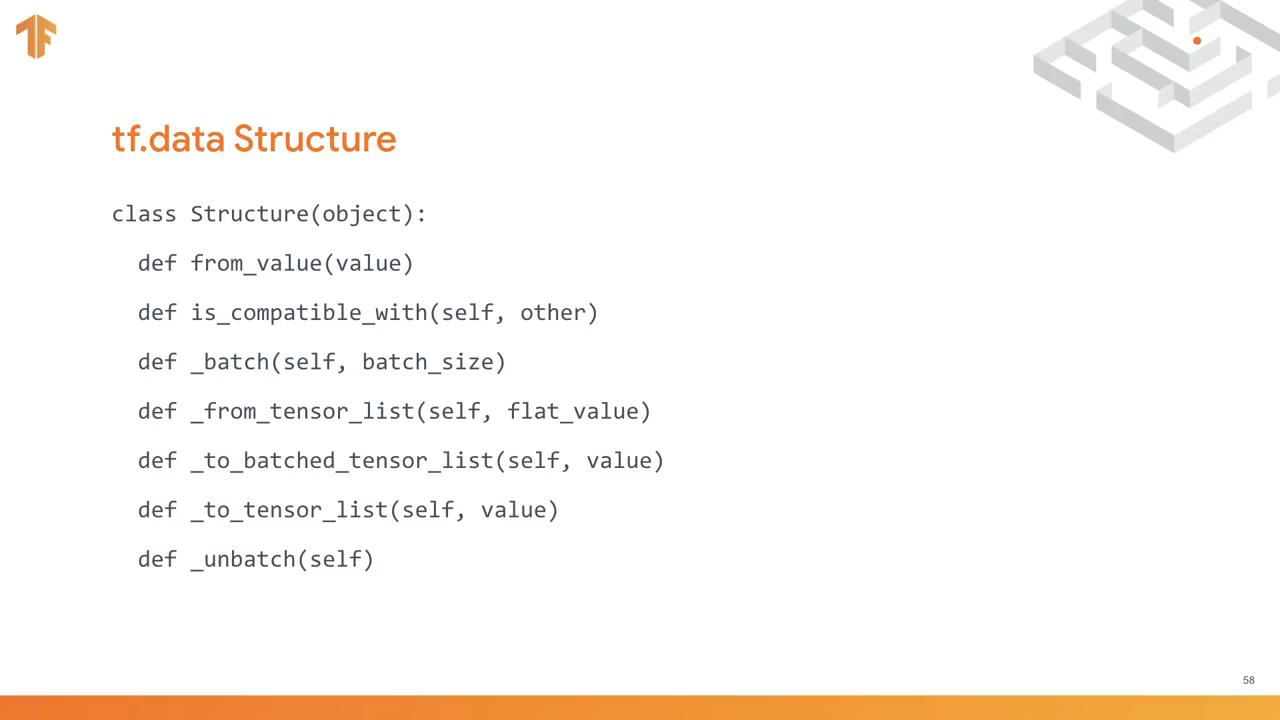 tf.data Structure
class Structure(object):
def from_value(value)
def is_compatible_with(self, other)
def _batch(self, batch_size)
def _from_tensor_list(self, flat_value)
def _to_batched_tensor_list(self, value)
def _to_tensor_list(self, value)
def _unbatch(self)
58